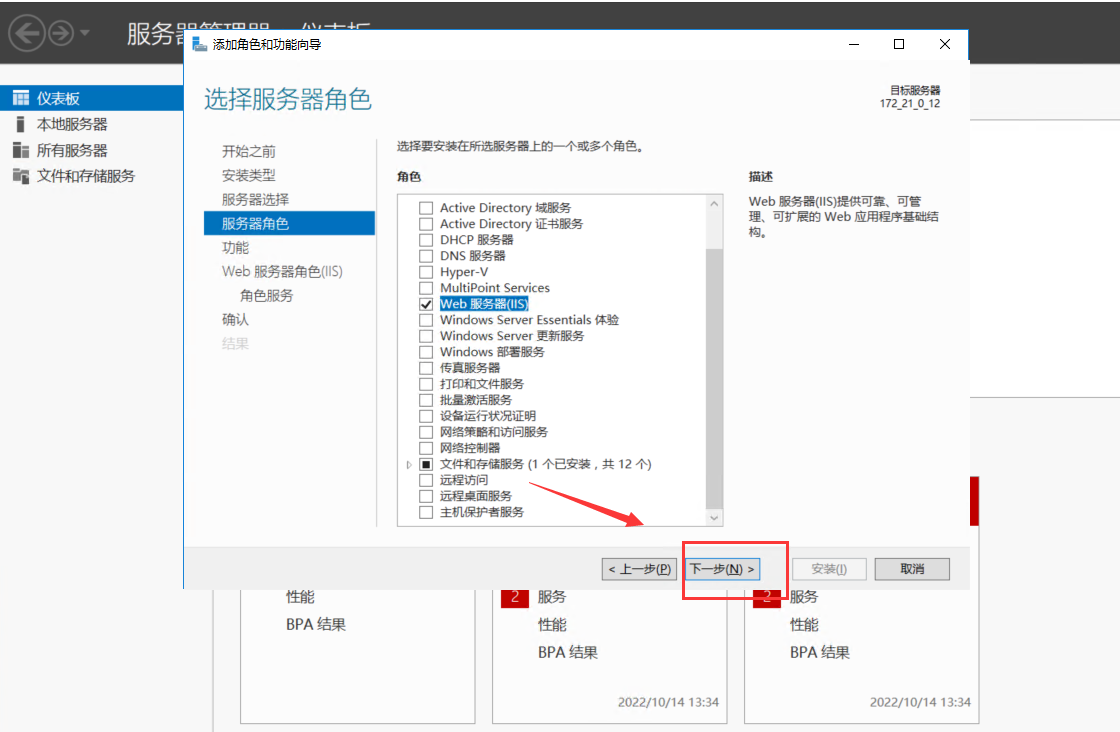 服务器管理器 仪表板
添加角色和功能向导
仪表板
本地服务器
所有服务器
文件和存储服务
选择服务器角色
目标服务器
172_21_0_12
开始之前
安装类型
服务器选择
服务器角色
功能
Web 服务器角色(IIS)
角色服务
确认
结果
选择要安装在所选服务器上的一个或多个角色。
角色
Active Directory 域服务
Active Directory 证书服务
DHCP 服务器
DNS 服务器
Hyper-V
MultiPoint Services
Web 服务器(IIS)
Windows Server Essentials 体验
Windows Server 更新服务
Windows 部署服务
传真服务器
打印和文件服务
批量激活服务
设备运行状况证明
网络策略和访问服务
网络控制器
文件和存储服务 (1 个已安装，共 12 个)
远程访问
远程桌面服务
主机保护者服务
描述
Web 服务器(IIS)提供可靠、可管
理、可扩展的 Web 应用程序基础结
构。
< 上一步(P)
下一步(N) >
安装(I)
取消
性能
BPA 结果
2 服务
性能
BPA 结果
2022/10/14 13:34
2 服务
性能
BPA 结果
2022/10/14 13:34